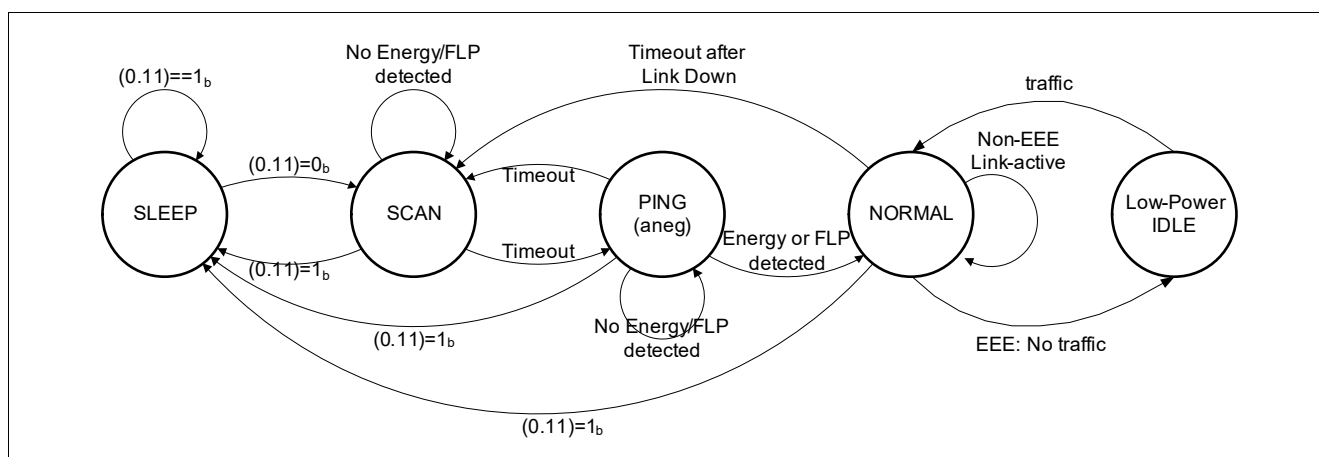 No Energy/FLP
detected
Timeout after
Link Down
(0.11)==1b
traffic
Non-EEE
Link-active
(0.11)=0b
Timeout
SLEEP
SCAN
PING
(aneg)
NORMAL
Low-Power
IDLE
Energy or FLP
detected
Timeout
(0.11)=1b
No Energy/FLP
detected
(0.11)=1b
EEE: No traffic
(0.11)=1b